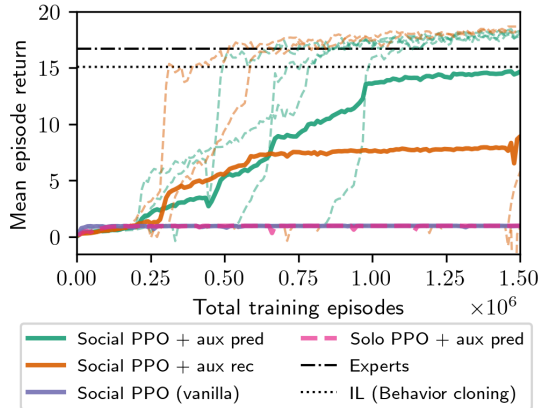 Mean episode return
20
15
10
5
0
0.00 0.25 0.50 0.75 1.00 1.25 1.50
Total training episodes ×10⁶
Social PPO + aux pred
Social PPO + aux rec
Social PPO (vanilla)
Solo PPO + aux pred
Experts
IL (Behavior cloning)